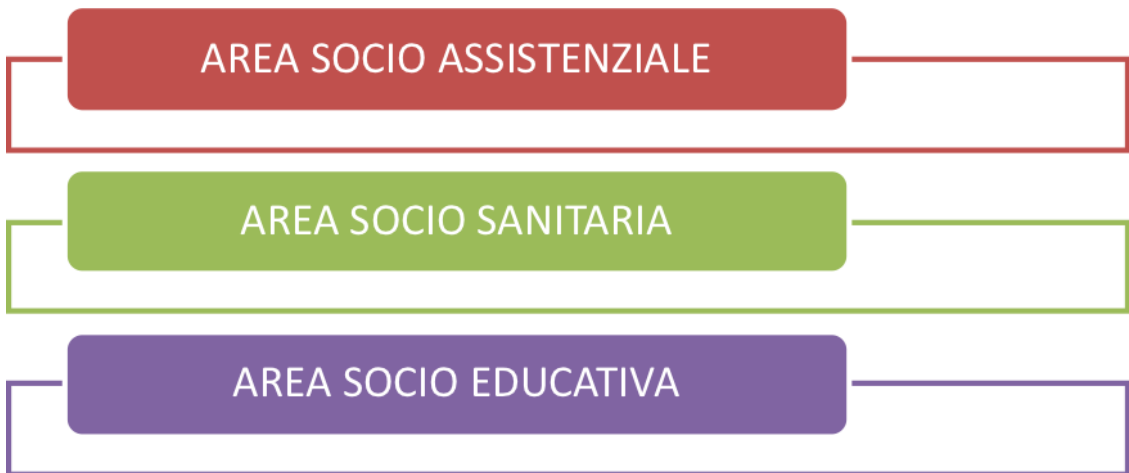 AREA SOCIO ASSISTENZIALE
AREA SOCIO SANITARIA
AREA SOCIO EDUCATIVA